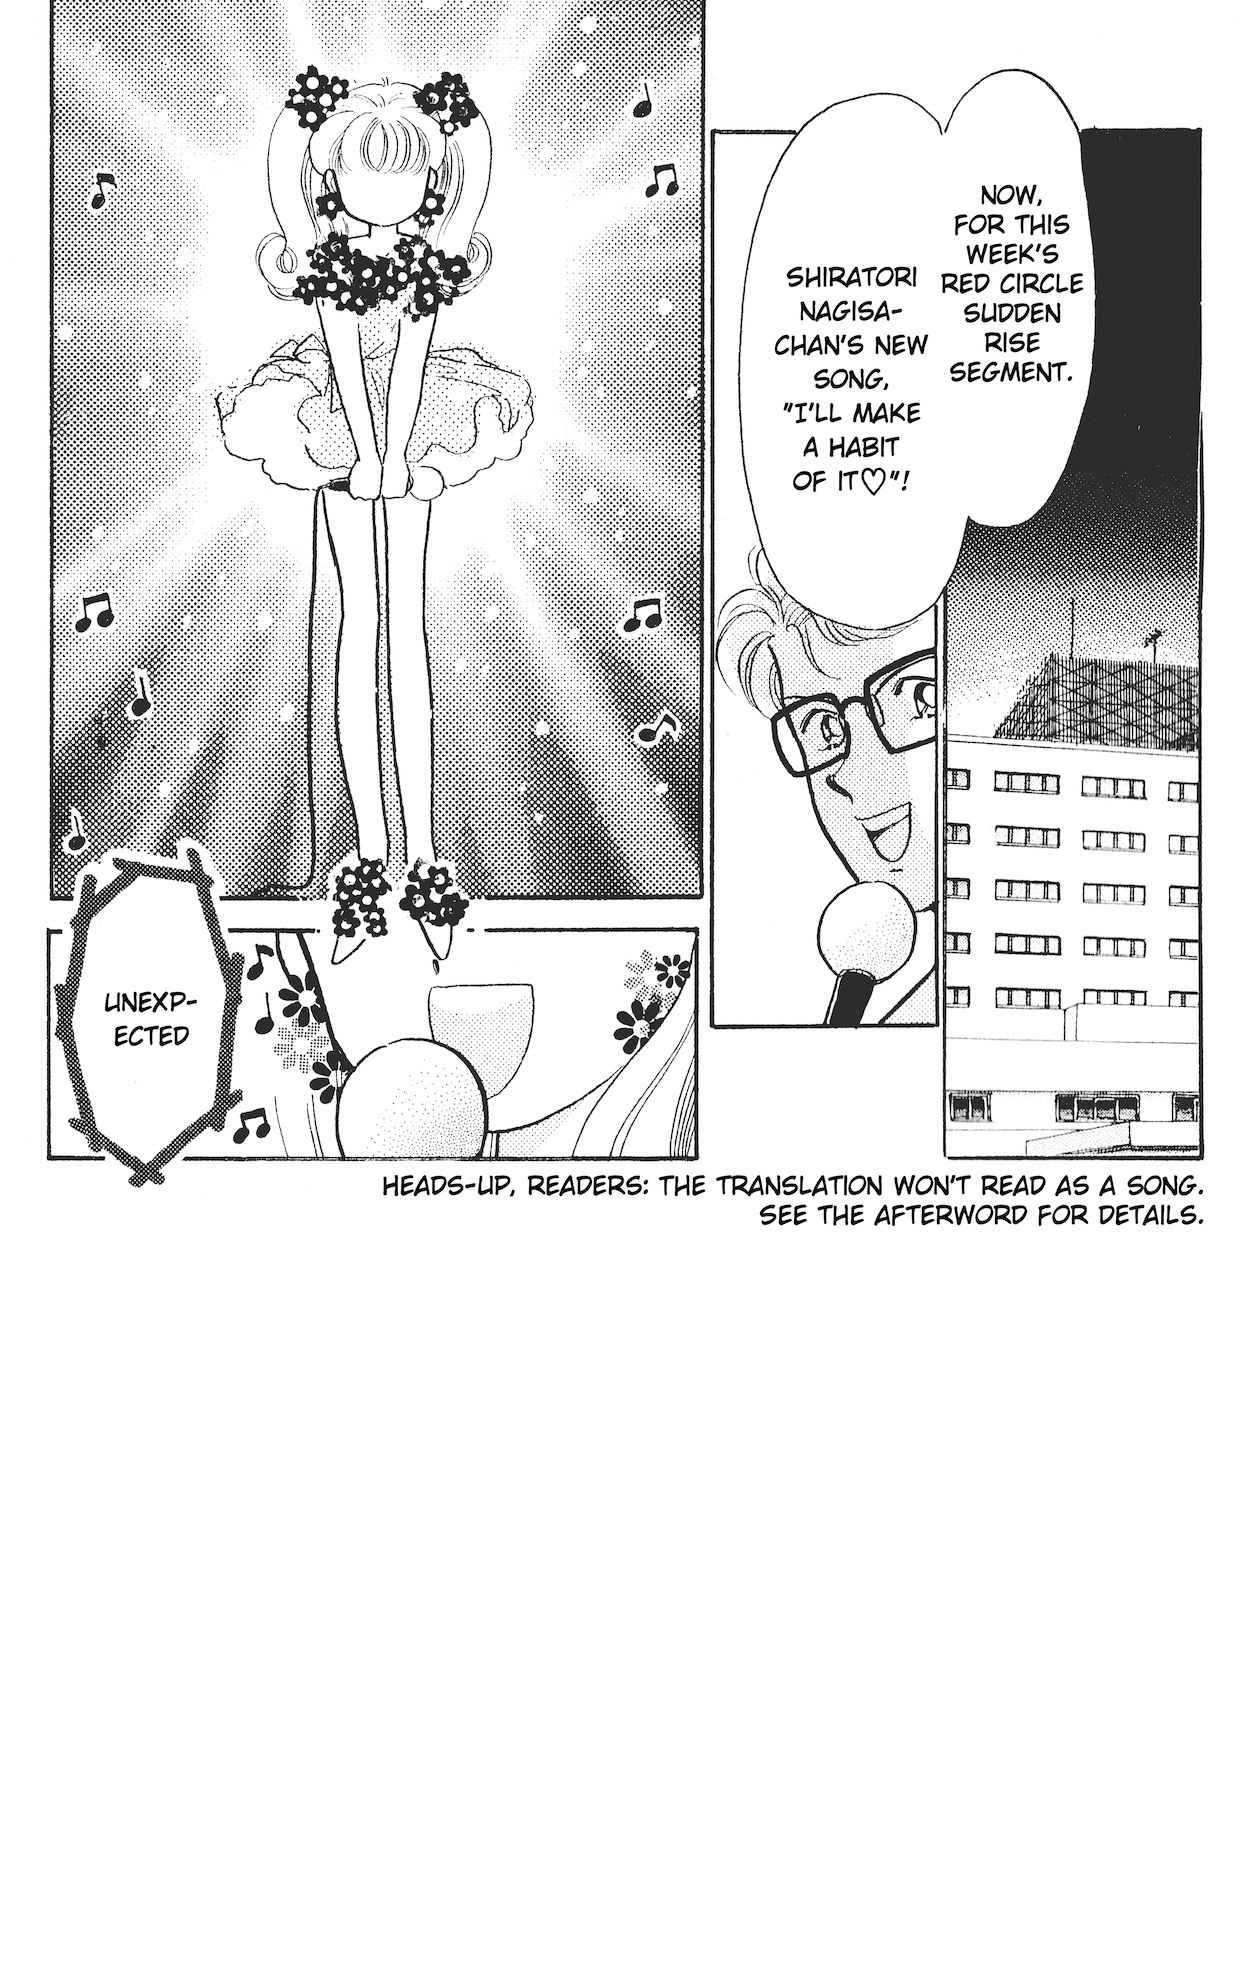 NOW,
FOR THIS
WEEK'S
RED CIRCLE
SUDDEN
RISE
SEGMENT.
SHIRATORI
NAGISA-
CHAN'S NEW
SONG,
"I'LL MAKE
A HABIT
OF IT♡"!
UNEXP-
ECTED
HEADS-UP, READERS: THE TRANSLATION WON'T READ AS A SONG.
SEE THE AFTERWORD FOR DETAILS.